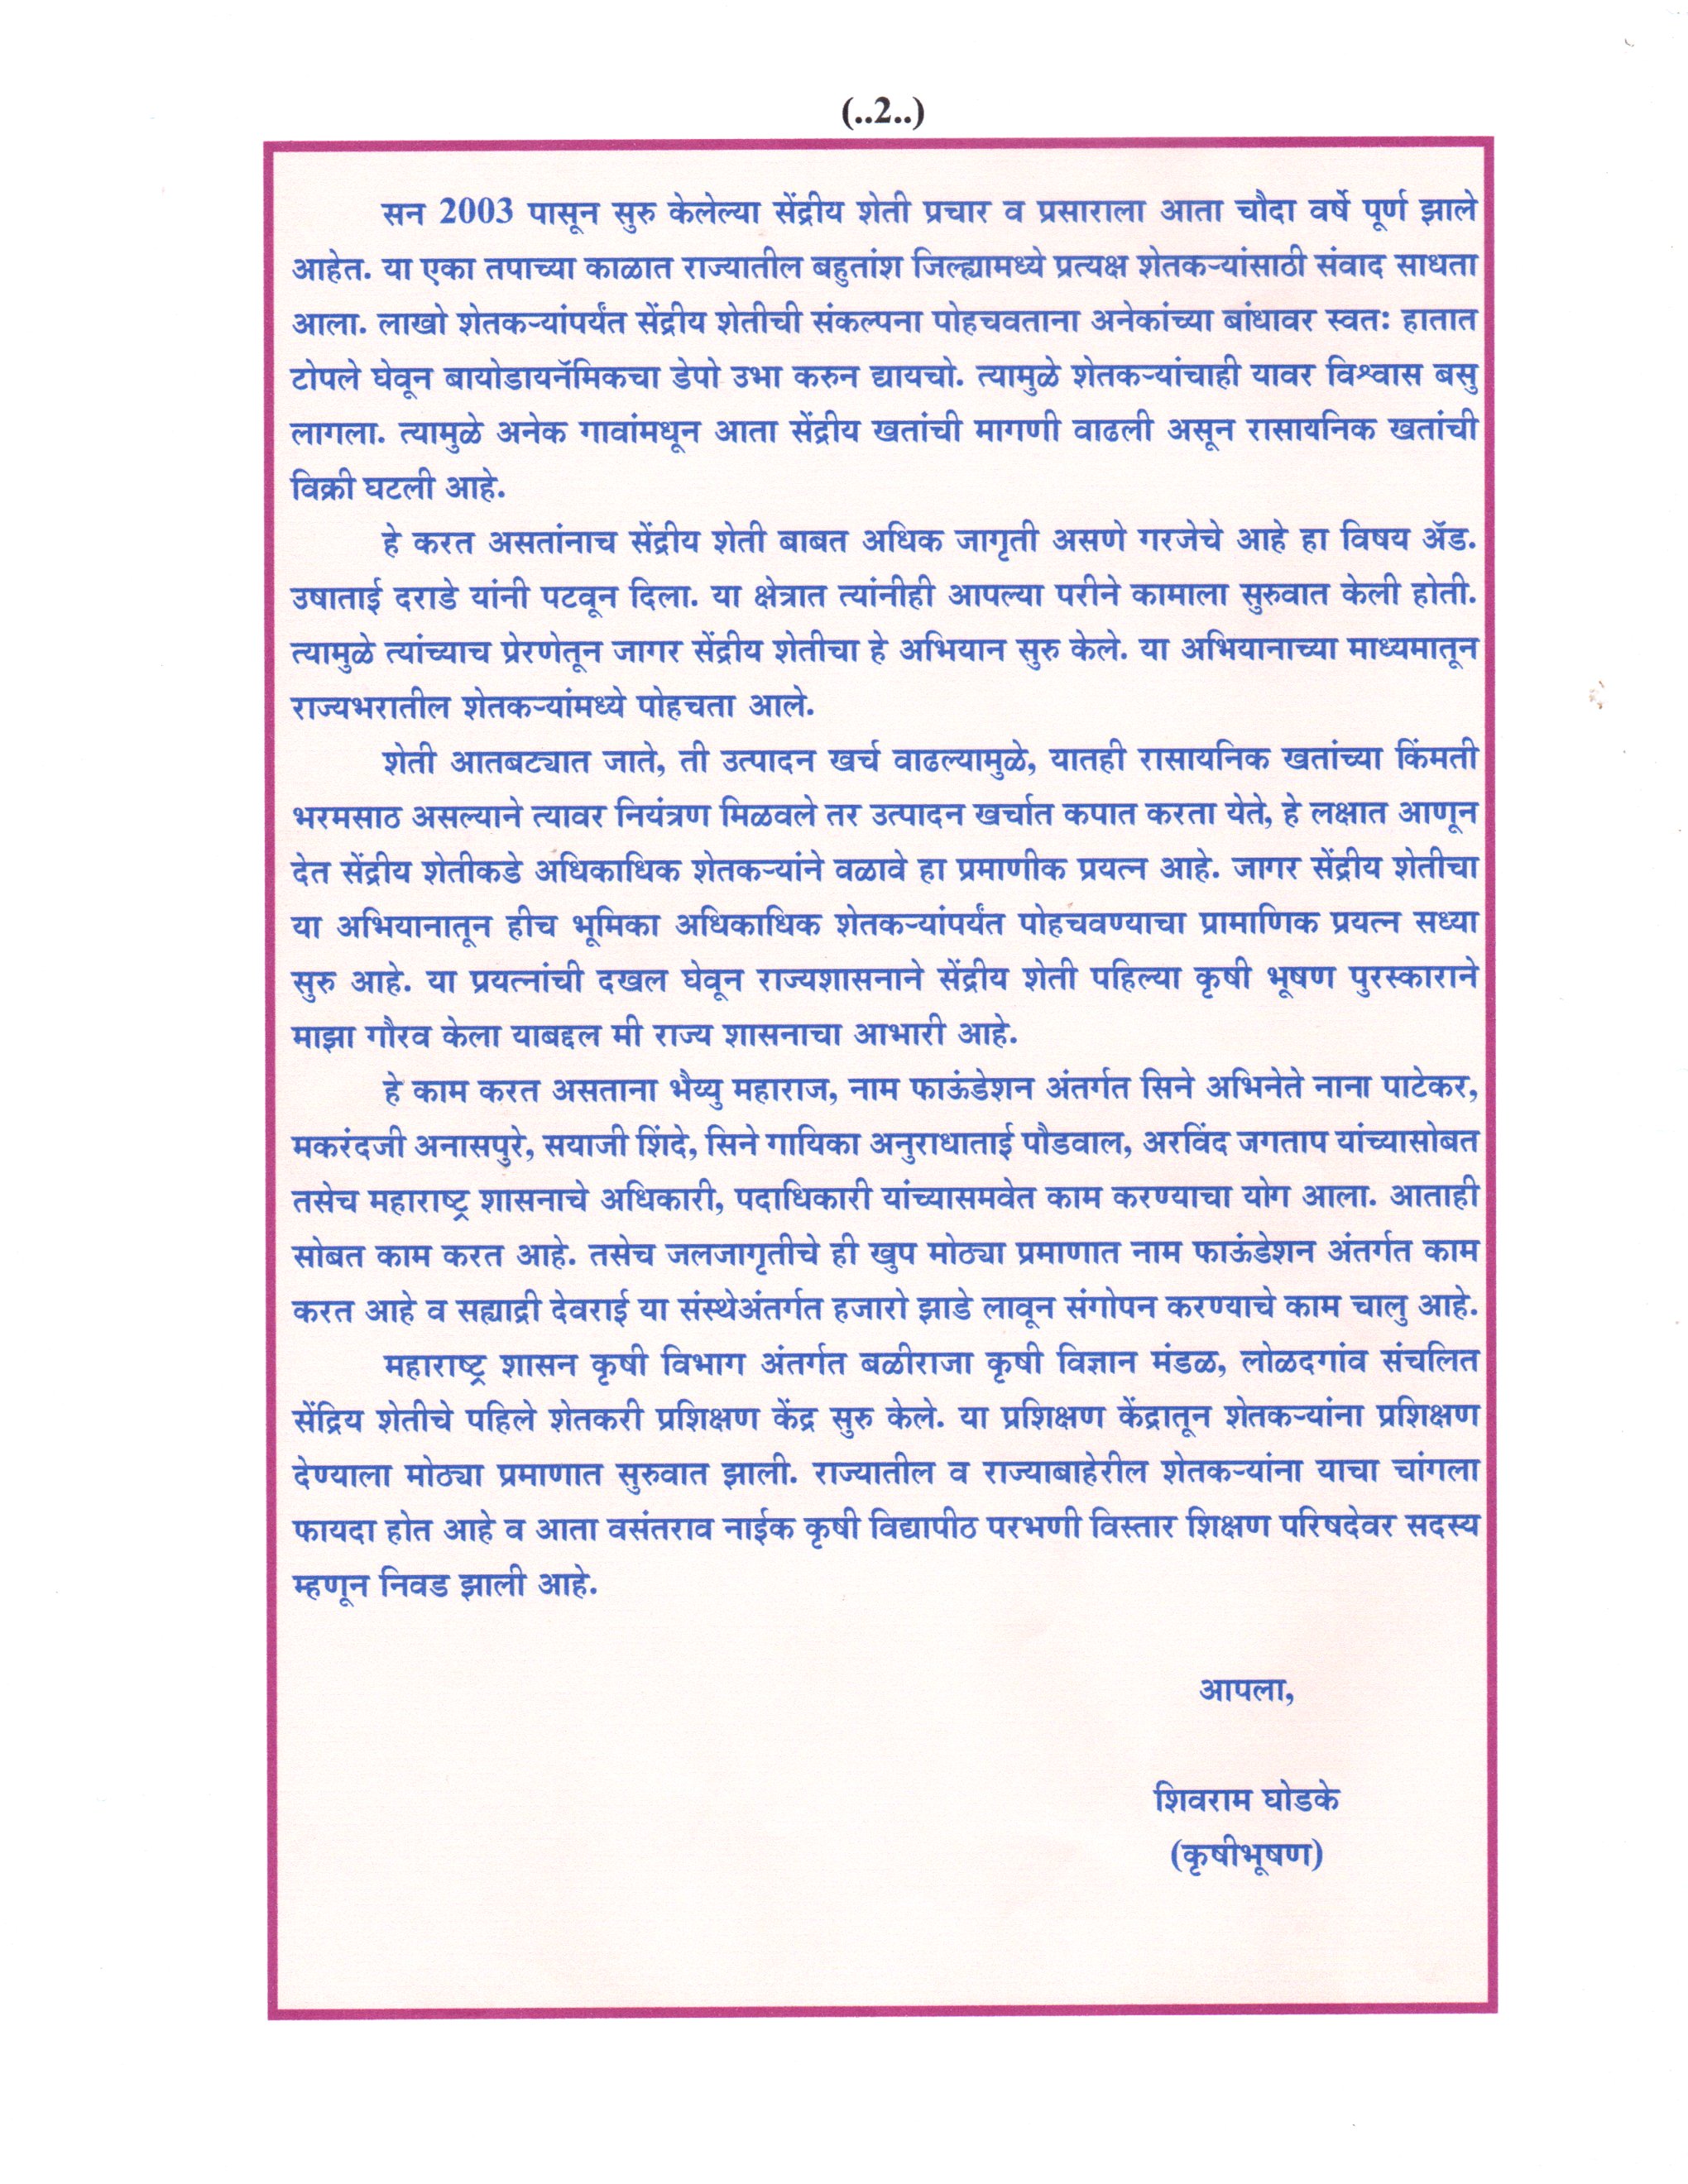 (..2..)
सन 2003 पासून सुरु केलेल्या सेंद्रीय शेती प्रचार व प्रसाराला आता चौदा वर्षे पूर्ण झाले
आहेत. या एका तपाच्या काळात राज्यातील बहुतांश जिल्ह्यामध्ये प्रत्यक्ष शेतकऱ्यांसाठी संवाद साधता
आला. लाखो शेतकऱ्यांपर्यंत सेंद्रीय शेतीची संकल्पना पोहचवताना अनेकांच्या बांधावर स्वतः हातात
टोपले घेवून बायोडायनॅमिकचा डेपो उभा करुन द्यायचो. त्यामुळे शेतकऱ्यांचाही यावर विश्वास बसु
लागला. त्यामुळे अनेक गावांमधून आता सेंद्रीय खतांची मागणी वाढली असून रासायनिक खतांची
विक्री घटली आहे.
हे करत असतांनाच सेंद्रीय शेती बाबत अधिक जागृती असणे गरजेचे आहे हा विषय ॲड.
उषाताई दराडे यांनी पटवून दिला. या क्षेत्रात त्यांनीही आपल्या परीने कामाला सुरुवात केली होती.
त्यामुळे त्यांच्याच प्रेरणेतून जागर सेंद्रीय शेतीचा हे अभियान सुरु केले. या अभियानाच्या माध्यमातून
राज्यभरातील शेतकऱ्यांमध्ये पोहचता आले.
शेती आतबट्यात जाते, ती उत्पादन खर्च वाढल्यामुळे, यातही रासायनिक खतांच्या किंमती
भरमसाठ असल्याने त्यावर नियंत्रण मिळवले तर उत्पादन खर्चात कपात करता येते, हे लक्षात आणून
देत सेंद्रीय शेतीकडे अधिकाधिक शेतकऱ्यांने वळावे हा प्रमाणीक प्रयत्न आहे. जागर सेंद्रीय शेतीचा
या अभियानातून हीच भूमिका अधिकाधिक शेतकऱ्यांपर्यंत पोहचवण्याचा प्रामाणिक प्रयत्न सध्या
सुरु आहे. या प्रयत्नांची दखल घेवून राज्यशासनाने सेंद्रीय शेती पहिल्या कृषी भूषण पुरस्काराने
माझा गौरव केला याबद्दल मी राज्य शासनाचा आभारी आहे.
हे काम करत असताना भैय्यु महाराज, नाम फाऊंडेशन अंतर्गत सिने अभिनेते नाना पाटेकर,
मकरंदजी अनासपुरे, सयाजी शिंदे, सिने गायिका अनुराधाताई पौडवाल, अरविंद जगताप यांच्यासोबत
तसेच महाराष्ट्र शासनाचे अधिकारी, पदाधिकारी यांच्यासमवेत काम करण्याचा योग आला. आताही
सोबत काम करत आहे. तसेच जलजागृतीचे ही खुप मोठ्या प्रमाणात नाम फाऊंडेशन अंतर्गत काम
करत आहे व सह्याद्री देवराई या संस्थेअंतर्गत हजारो झाडे लावून संगोपन करण्याचे काम चालु आहे.
महाराष्ट्र शासन कृषी विभाग अंतर्गत बळीराजा कृषी विज्ञान मंडळ, लोळदगांव संचलित
सेंद्रिय शेतीचे पहिले शेतकरी प्रशिक्षण केंद्र सुरु केले. या प्रशिक्षण केंद्रातून शेतकऱ्यांना प्रशिक्षण
देण्याला मोठ्या प्रमाणात सुरुवात झाली. राज्यातील व राज्याबाहेरील शेतकऱ्यांना याचा चांगला
फायदा होत आहे व आता वसंतराव नाईक कृषी विद्यापीठ परभणी विस्तार शिक्षण परिषदेवर सदस्य
म्हणून निवड झाली आहे.
आपला,
शिवराम घोडके
(कृषीभूषण)